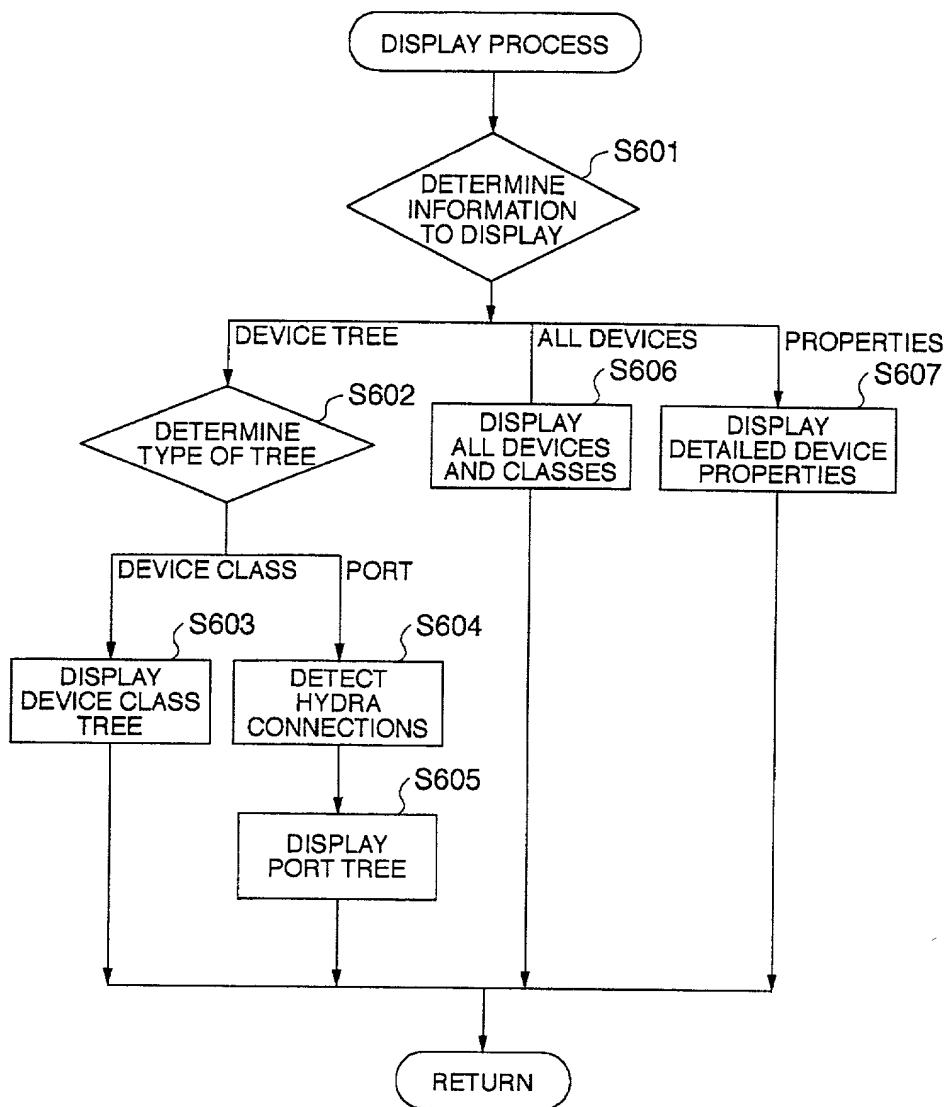 DISPLAY PROCESS
S601
DETERMINE
INFORMATION
TO DISPLAY
DEVICE TREE
ALL DEVICES
PROPERTIES
S602
DETERMINE
TYPE OF TREE
S606
DISPLAY
ALL DEVICES
AND CLASSES
S607
DISPLAY
DETAILED DEVICE
PROPERTIES
DEVICE CLASS
PORT
S603
DISPLAY
DEVICE CLASS
TREE
S604
DETECT
HYDRA
CONNECTIONS
S605
DISPLAY
PORT TREE
RETURN